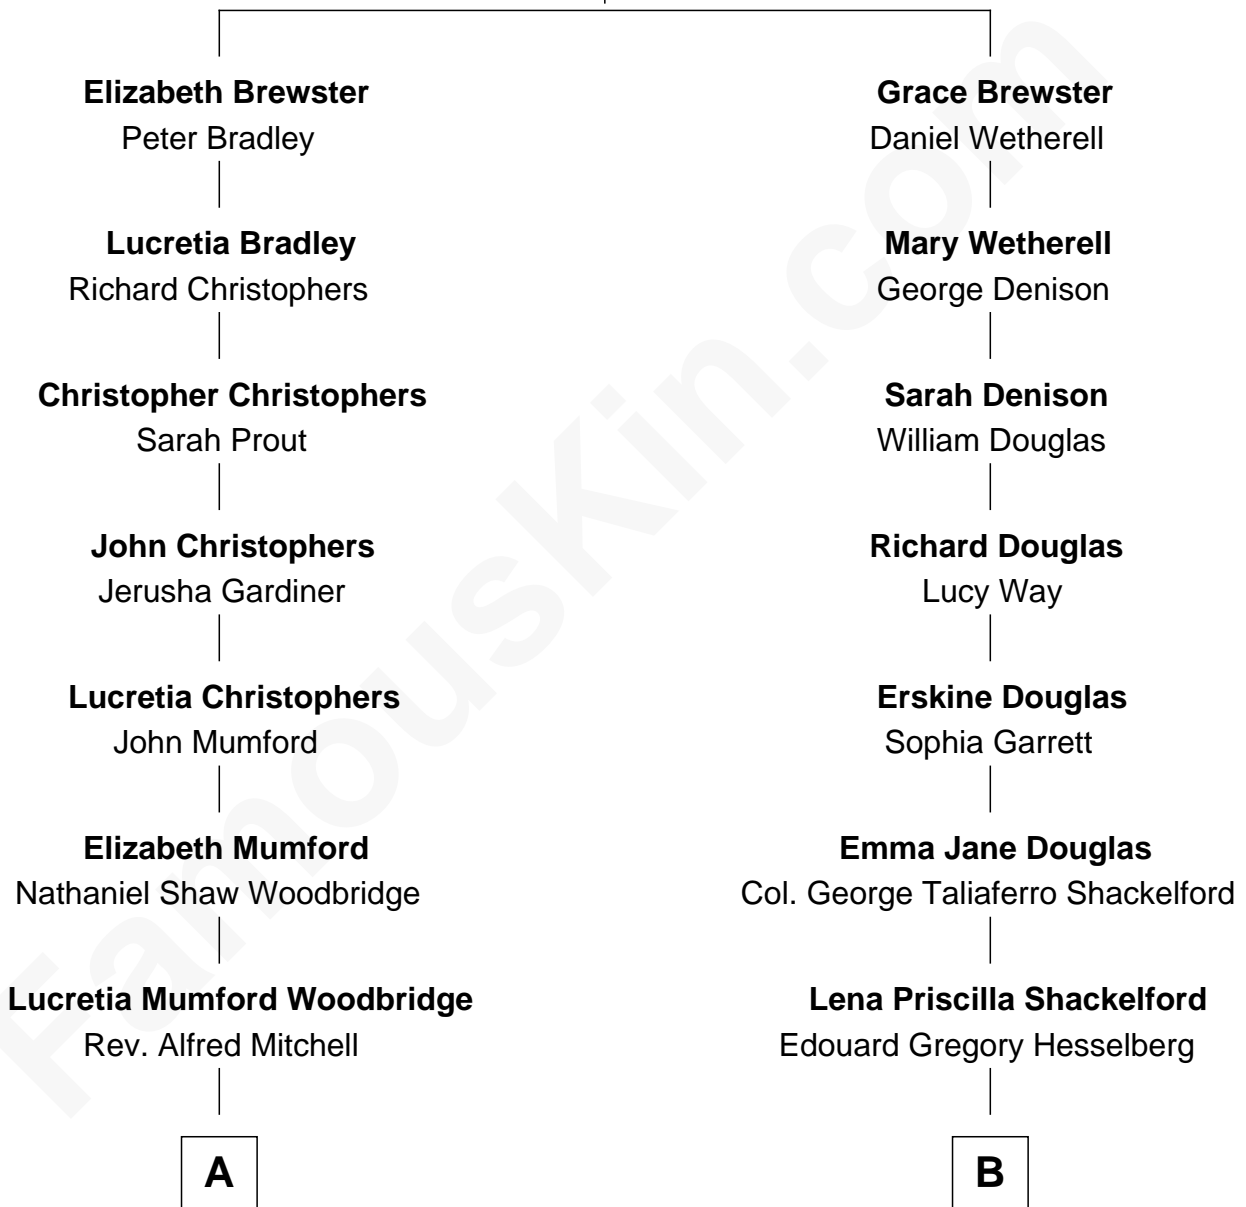 Elizabeth Brewster
Peter Bradley
Lucretia Bradley
Richard Christophers
Christopher Christophers
Sarah Prout
John Christophers
Jerusha Gardiner
Lucretia Christophers
John Mumford
Elizabeth Mumford
Nathaniel Shaw Woodbridge
Lucretia Mumford Woodbridge
Rev. Alfred Mitchell
A
Grace Brewster
Daniel Wetherell
Mary Wetherell
George Denison
Sarah Denison
William Douglas
Richard Douglas
Lucy Way
Erskine Douglas
Sophia Garrett
Emma Jane Douglas
Col. George Taliaferro Shackelford
Lena Priscilla Shackelford
Edouard Gregory Hesselberg
B
FamousKin.com